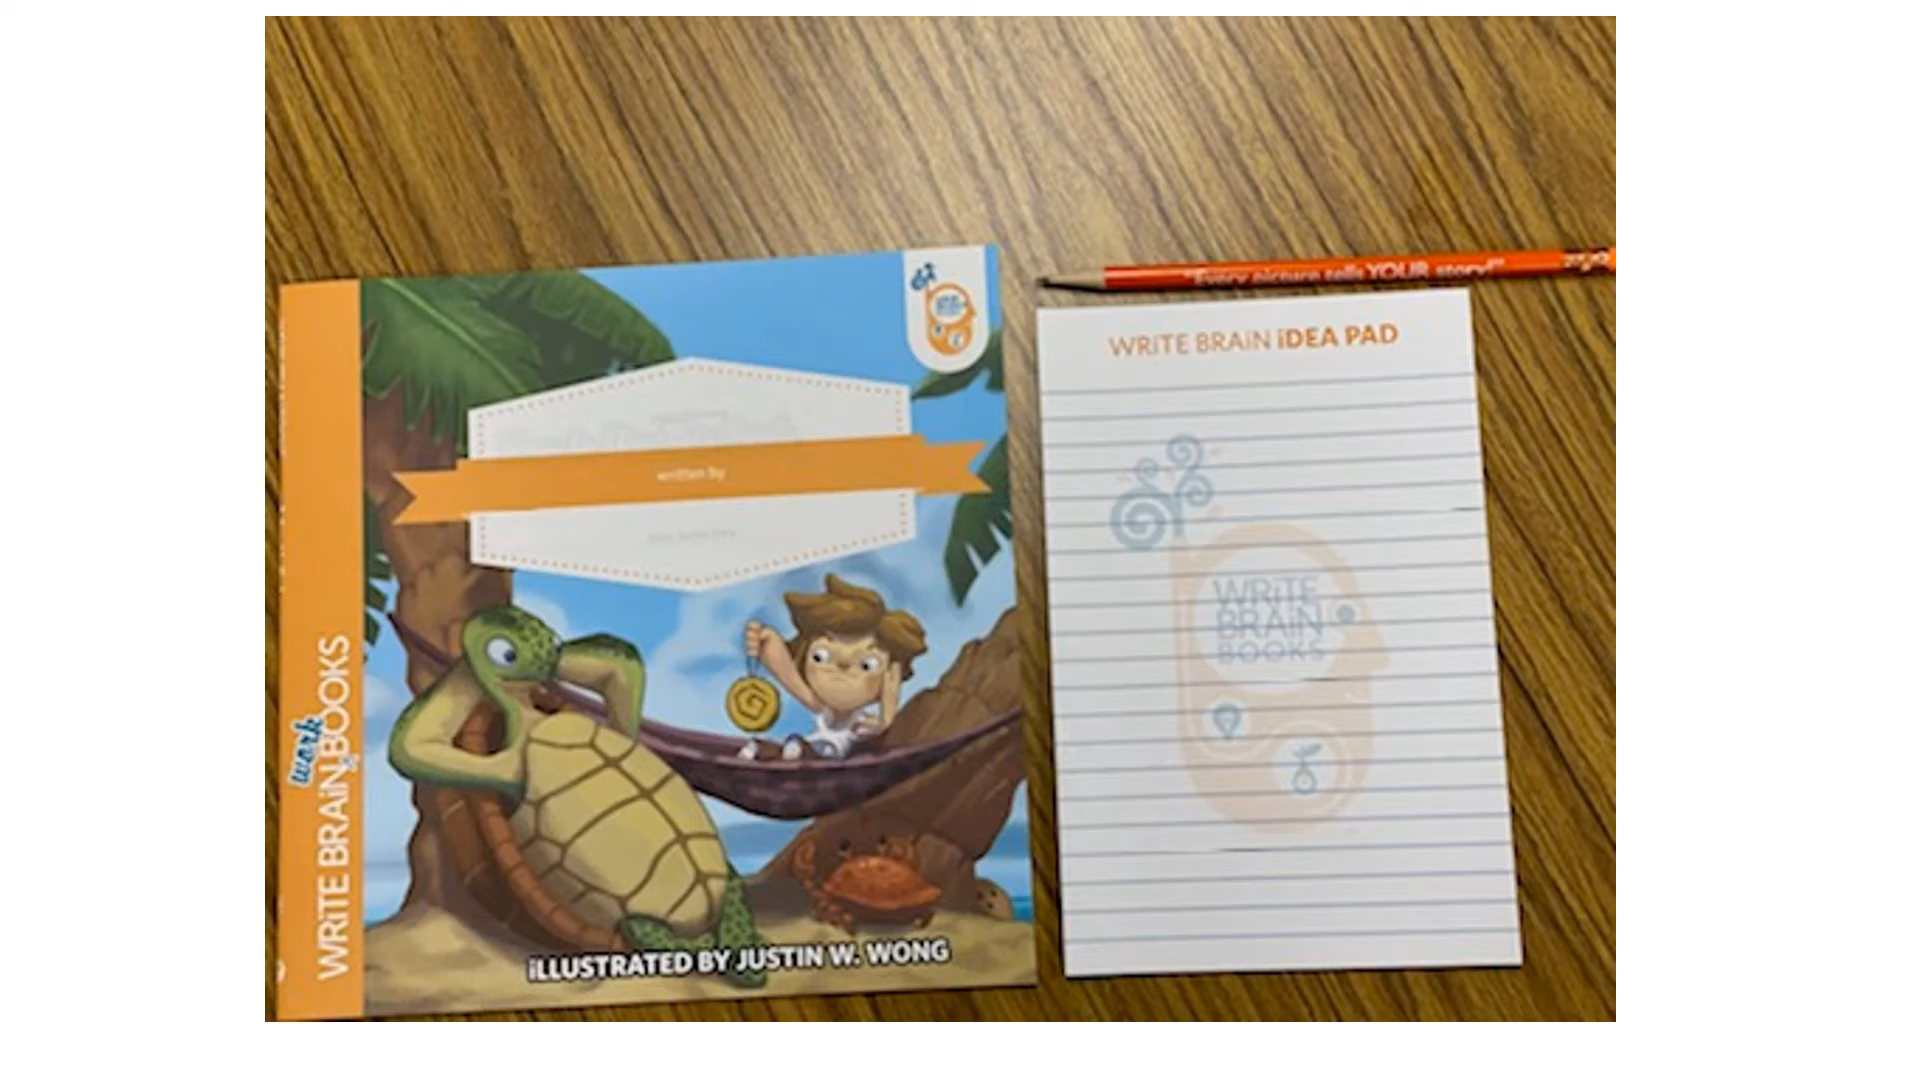 WRiTE BRAiN
work
BOOKS
written by
iLLUSTRATED BY JUSTIN W. WONG
"Every picture tells YOUR story!"
WRiTE BRAiN iDEA PAD
WRiTE
BRAiN
BOOKS